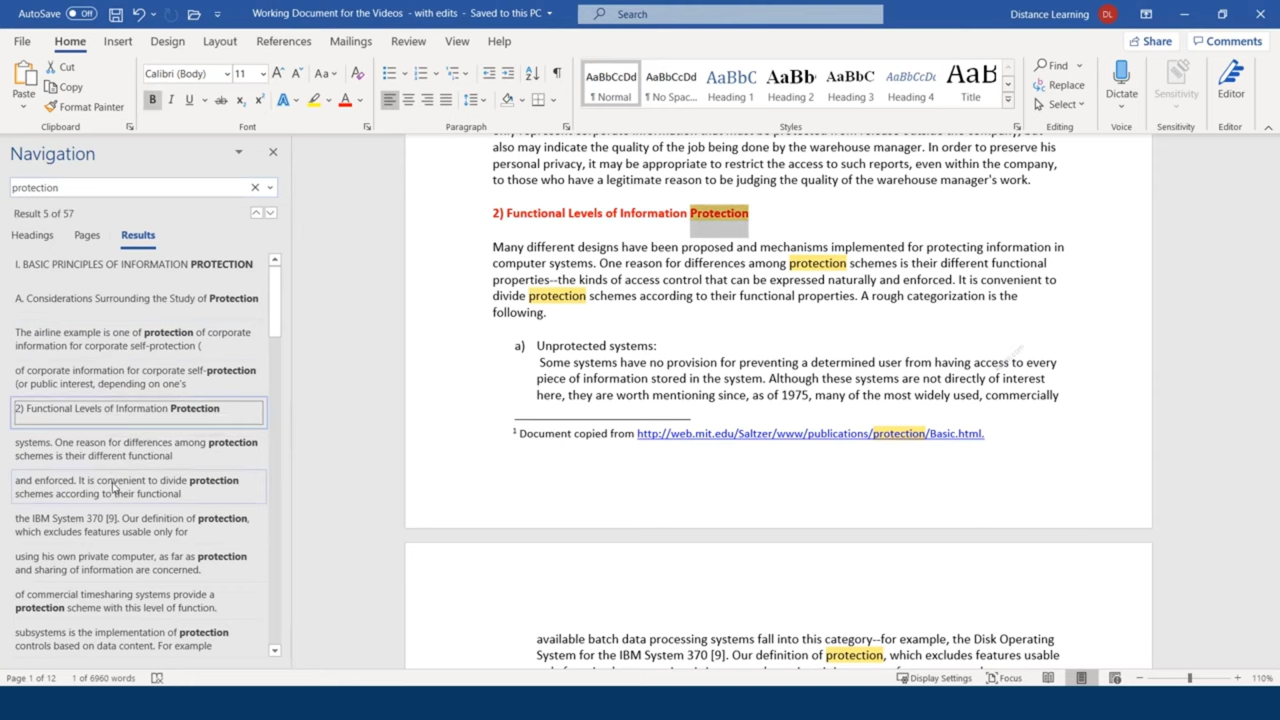 AutoSave Off Working Document for the Videos - with edits - Saved to this PC Search Distance Learning DL
File Home Insert Design Layout References Mailings Review View Help Share Comments
Paste Cut Copy Format Painter
Calibri (Body) 11 Aa
B I U ab x₂ x² A A
AaBbCcDd AaBbCcDd AaBbC AaBb AaBbC AaBbCcDc AaB
¶ Normal ¶ No Spac... Heading 1 Heading 2 Heading 3 Heading 4 Title
Find Replace Select Dictate Sensitivity Editor
Clipboard Font Paragraph Styles Editing Voice Sensitivity Editor
Navigation
protection
Result 5 of 57
Headings Pages Results
I. BASIC PRINCIPLES OF INFORMATION PROTECTION
A. Considerations Surrounding the Study of Protection
The airline example is one of protection of corporate
information for corporate self-protection (
of corporate information for corporate self-protection
(or public interest, depending on one's
2) Functional Levels of Information Protection
systems. One reason for differences among protection
schemes is their different functional
and enforced. It is convenient to divide protection
schemes according to their functional
the IBM System 370 [9]. Our definition of protection,
which excludes features usable only for
using his own private computer, as far as protection
and sharing of information are concerned.
of commercial timesharing systems provide a
protection scheme with this level of function.
subsystems is the implementation of protection
controls based on data content. For example
also may indicate the quality of the job being done by the warehouse manager. In order to preserve his
personal privacy, it may be appropriate to restrict the access to such reports, even within the company,
to those who have a legitimate reason to be judging the quality of the warehouse manager's work.
2) Functional Levels of Information Protection
Many different designs have been proposed and mechanisms implemented for protecting information in
computer systems. One reason for differences among protection schemes is their different functional
properties--the kinds of access control that can be expressed naturally and enforced. It is convenient to
divide protection schemes according to their functional properties. A rough categorization is the
following.
a) Unprotected systems:
Some systems have no provision for preventing a determined user from having access to every
piece of information stored in the system. Although these systems are not directly of interest
here, they are worth mentioning since, as of 1975, many of the most widely used, commercially
1 Document copied from http://web.mit.edu/Saltzer/www/publications/protection/Basic.html.
available batch data processing systems fall into this category--for example, the Disk Operating
System for the IBM System 370 [9]. Our definition of protection, which excludes features usable
Page 1 of 12 1 of 6960 words Display Settings Focus 110%